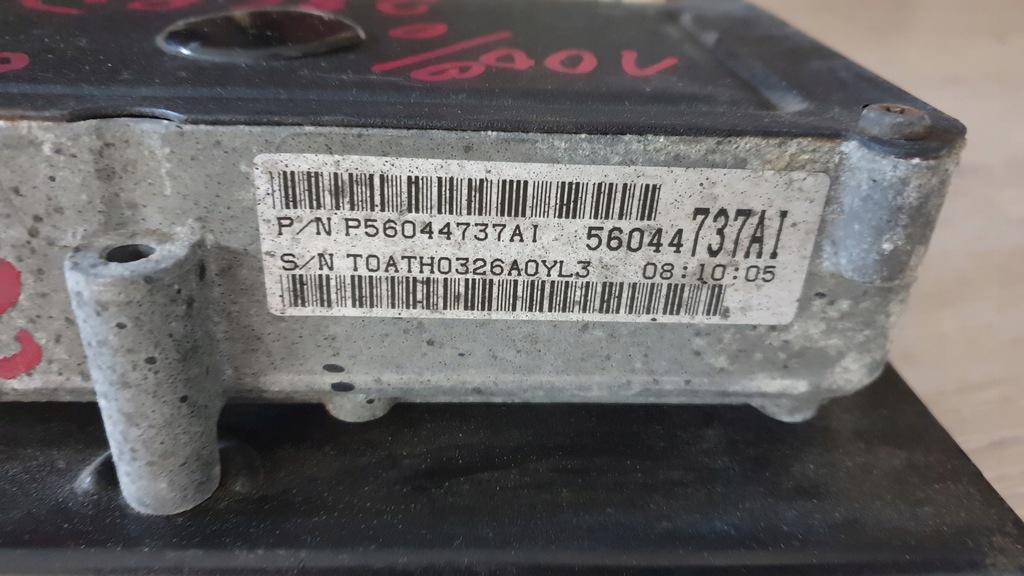 P/N P56044737AI 56044737AI
S/N T0ATH0326A0YL3 08:10:05